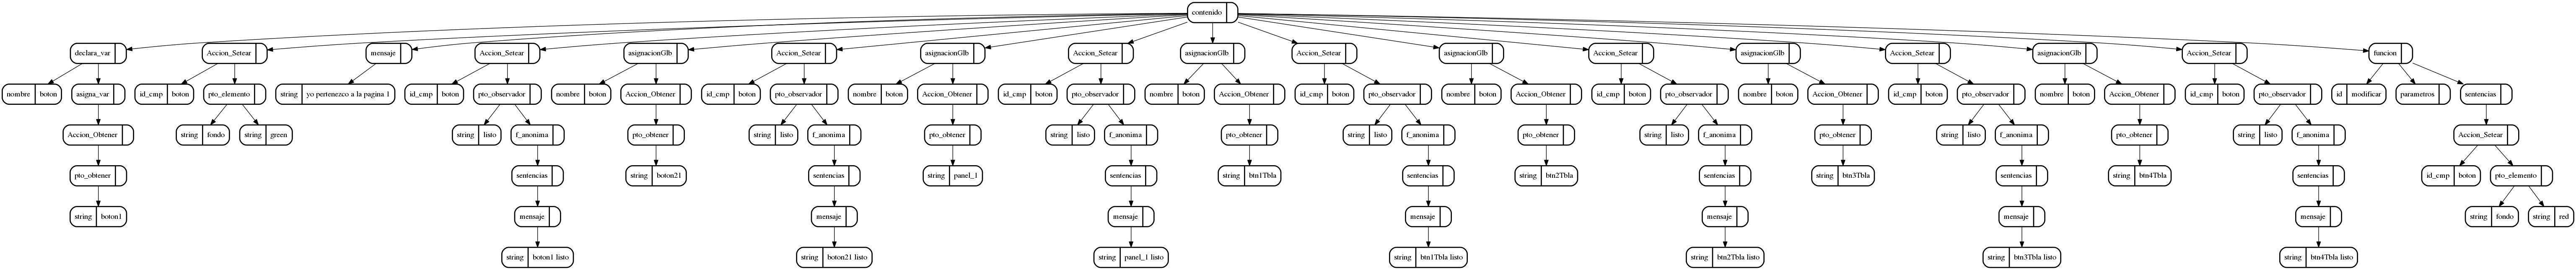 contenido
declara_var Accion_Setear mensaje Accion_Setear asignacionGlb Accion_Setear asignacionGlb Accion_Setear asignacionGlb Accion_Setear asignacionGlb Accion_Setear asignacionGlb Accion_Setear asignacionGlb Accion_Setear funcion
nombre boton asigna_var id_cmp boton pto_elemento string yo pertenezco a la pagina 1 id_cmp boton pto_observador nombre boton Accion_Obtener id_cmp boton pto_observador nombre boton Accion_Obtener id_cmp boton pto_observador nombre boton Accion_Obtener id_cmp boton pto_observador nombre boton Accion_Obtener id_cmp boton pto_observador nombre boton Accion_Obtener id_cmp boton pto_observador nombre boton Accion_Obtener id_cmp boton pto_observador id modificar parametros sentencias
Accion_Obtener string fondo string green string listo f_anonima pto_obtener string listo f_anonima pto_obtener string listo f_anonima pto_obtener string listo f_anonima pto_obtener string listo f_anonima pto_obtener string listo f_anonima pto_obtener string listo f_anonima Accion_Setear
pto_obtener sentencias string boton21 sentencias string panel_1 sentencias string btn1Tbla sentencias string btn2Tbla sentencias string btn3Tbla sentencias string btn4Tbla sentencias id_cmp boton pto_elemento
string boton1 mensaje mensaje mensaje mensaje mensaje mensaje mensaje string fondo string red
string boton1 listo string boton21 listo string panel_1 listo string btn1Tbla listo string btn2Tbla listo string btn3Tbla listo string btn4Tbla listo